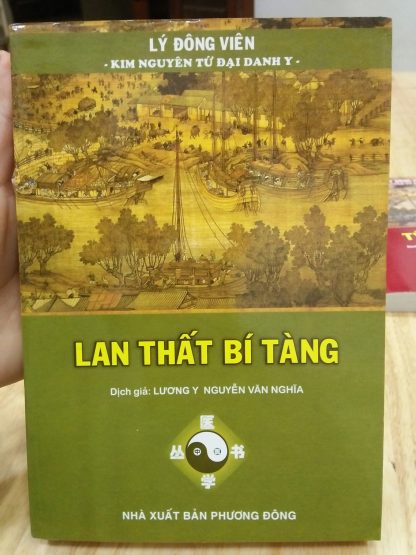 LÝ ĐÔNG VIÊN
- KIM NGUYÊN TỨ ĐẠI DANH Y -
LAN THẤT BÍ TÀNG
Dịch giả: LƯƠNG Y NGUYỄN VĂN NGHĨA
医
丛 书
学
NHÀ XUẤT BẢN PHƯƠNG ĐÔNG